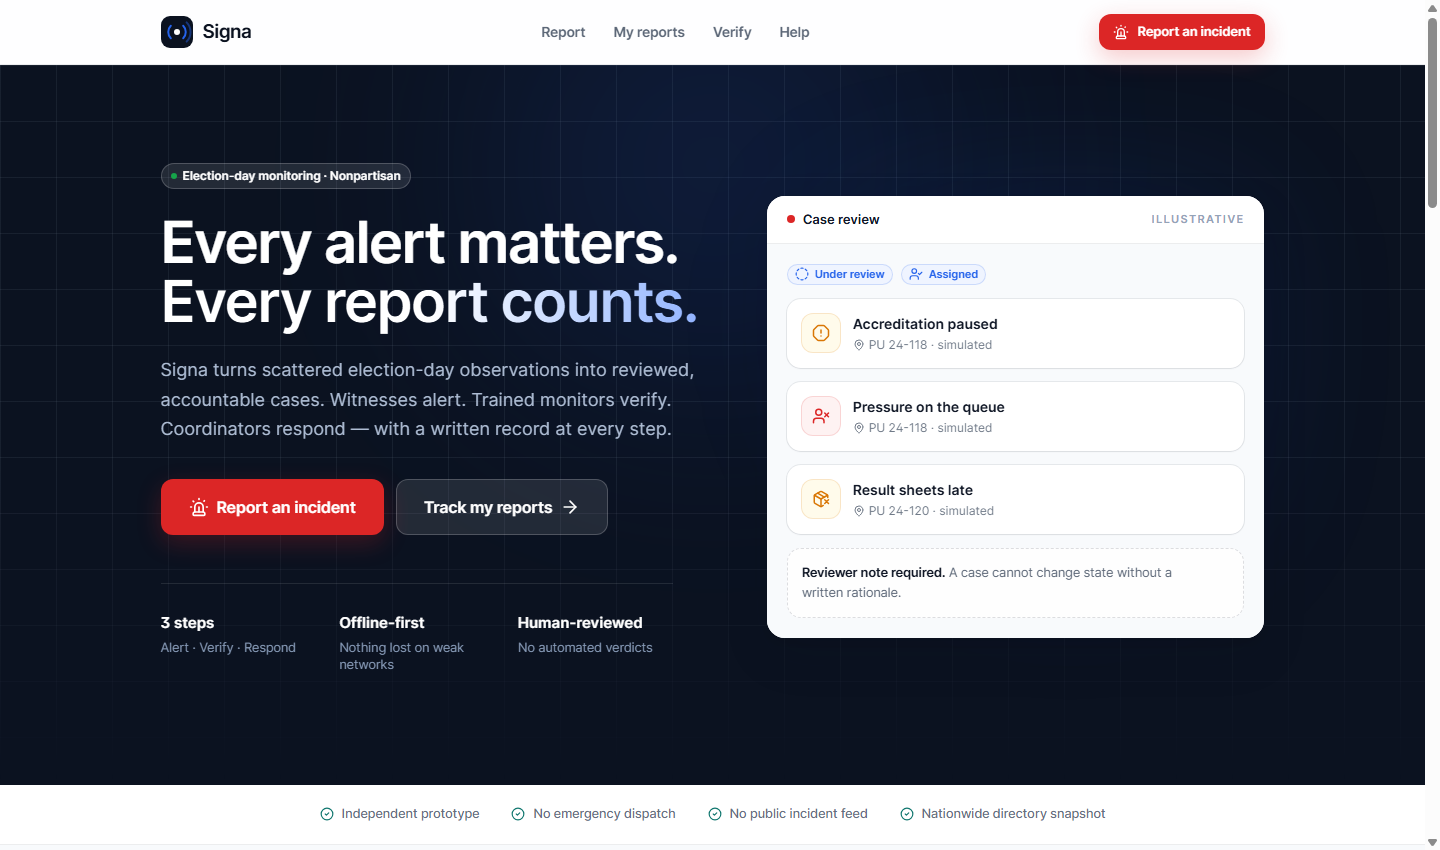 Signa
Report
My reports
Verify
Help
Report an incident
Election-day monitoring · Nonpartisan
Every alert matters.
Every report counts.
Signa turns scattered election-day observations into reviewed,
accountable cases. Witnesses alert. Trained monitors verify.
Coordinators respond — with a written record at every step.
Report an incident
Track my reports
3 steps
Alert · Verify · Respond
Offline-first
Nothing lost on weak
networks
Human-reviewed
No automated verdicts
Case review
ILLUSTRATIVE
Under review
Assigned
Accreditation paused
PU 24-118 · simulated
Pressure on the queue
PU 24-118 · simulated
Result sheets late
PU 24-120 · simulated
Reviewer note required. A case cannot change state without a
written rationale.
Independent prototype
No emergency dispatch
No public incident feed
Nationwide directory snapshot